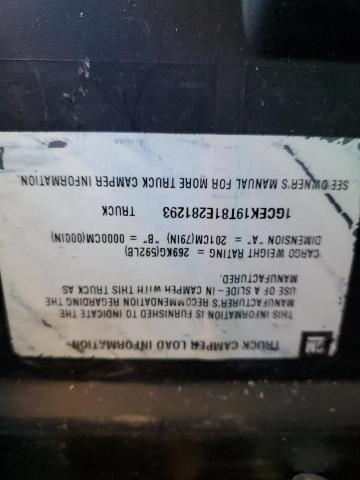 GM
TRUCK CAMPER LOAD INFORMATION
THIS INFORMATION IS FURNISHED TO INDICATE THE
MANUFACTURER'S RECOMMENDATION REGARDING
USE OF A SLIDE-IN CAMPER WITH THIS TRUCK AS
MANUFACTURED.
CARGO WEIGHT RATING = 269KG(592LB)
DIMENSION "A" = 201CM(79IN) "B" = 0000CM(000IN)
1GCEK19T81E281293 TRUCK
SEE OWNER'S MANUAL FOR MORE TRUCK CAMPER INFORMATION.